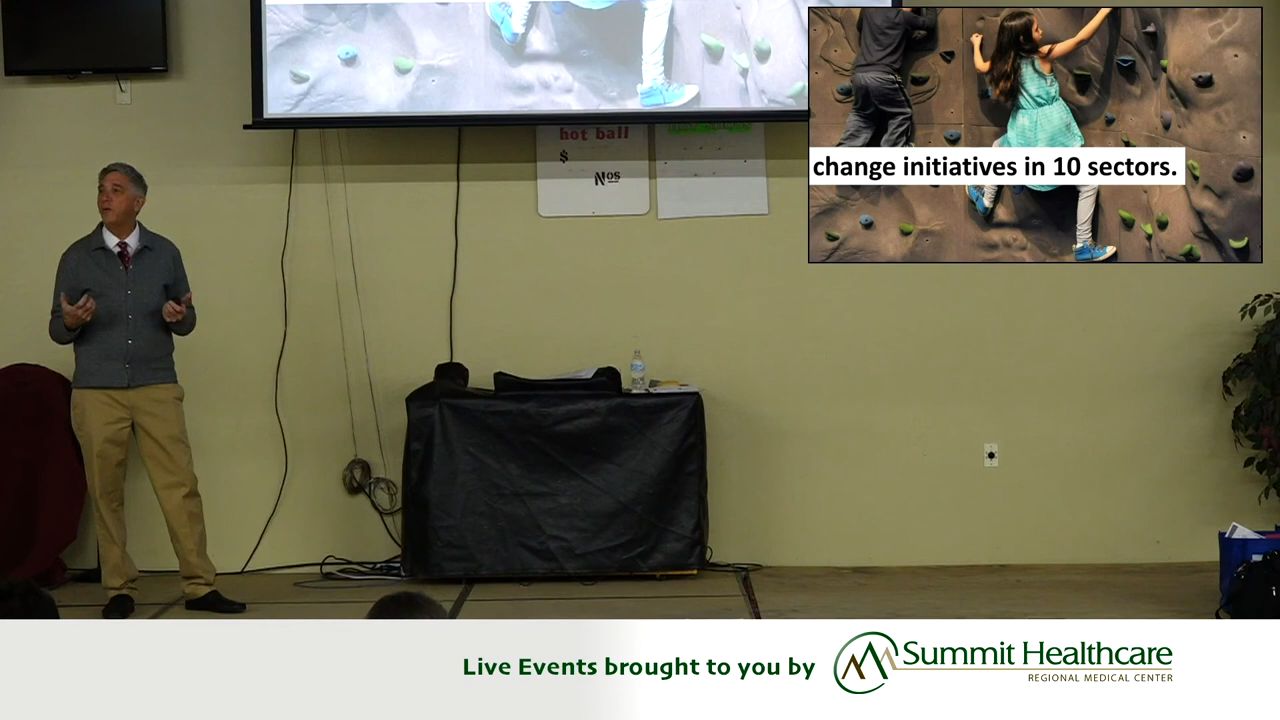 change initiatives in 10 sectors.
hot ball
$
Nos
Live Events brought to you by
Summit Healthcare
REGIONAL MEDICAL CENTER